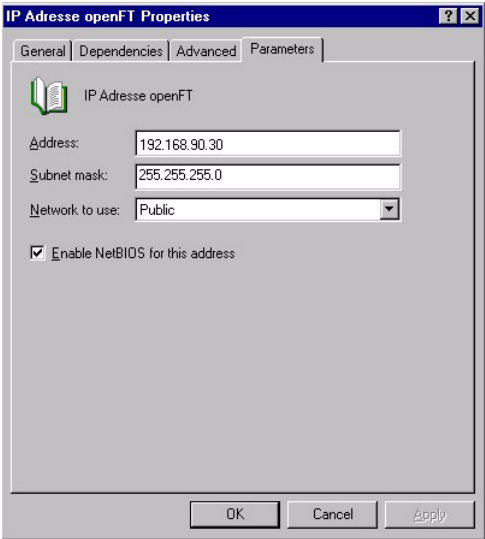 IP Adresse openFT Properties
General Dependencies Advanced Parameters
IP Adresse openFT
Address: 192.168.90.30
Subnet mask: 255.255.255.0
Network to use: Public
Enable NetBIOS for this address
OK Cancel Apply